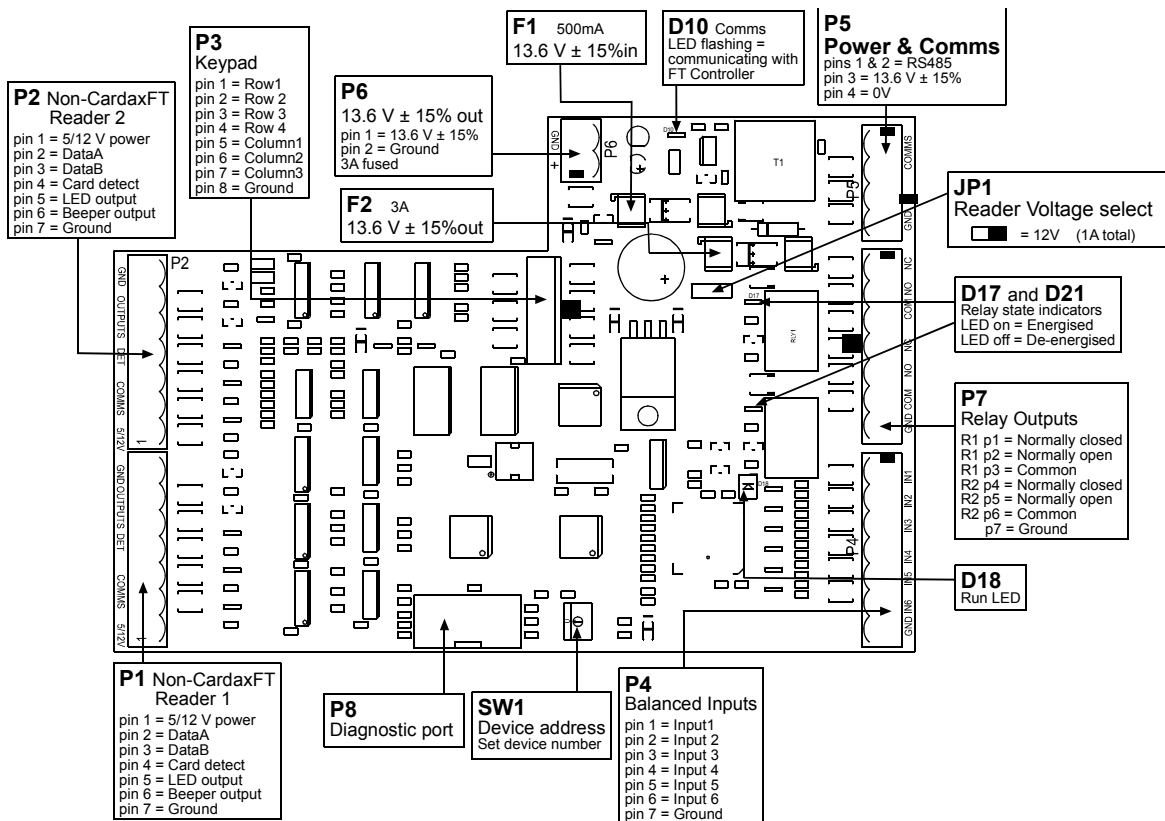 F1 500mA
13.6 V ± 15%in
D10 Comms
LED flashing =
communicating with
FT Controller
P5
Power & Comms
pins 1 & 2 = RS485
pin 3 = 13.6 V ± 15%
pin 4 = 0V
P3
Keypad
pin 1 = Row1
pin 2 = Row 2
pin 3 = Row 3
pin 4 = Row 4
pin 5 = Column1
pin 6 = Column2
pin 7 = Column3
pin 8 = Ground
P2 Non-CardaxFT
Reader 2
pin 1 = 5/12 V power
pin 2 = DataA
pin 3 = DataB
pin 4 = Card detect
pin 5 = LED output
pin 6 = Beeper output
pin 7 = Ground
P6
13.6 V ± 15% out
pin 1 = 13.6 V ± 15%
pin 2 = Ground
3A fused
F2 3A
13.6 V ± 15%out
JP1
Reader Voltage select
= 12V (1A total)
D17 and D21
Relay state indicators
LED on = Energised
LED off = De-energised
P7
Relay Outputs
R1 p1 = Normally closed
R1 p2 = Normally open
R1 p3 = Common
R2 p4 = Normally closed
R2 p5 = Normally open
R2 p6 = Common
p7 = Ground
D18
Run LED
P1 Non-CardaxFT
Reader 1
pin 1 = 5/12 V power
pin 2 = DataA
pin 3 = DataB
pin 4 = Card detect
pin 5 = LED output
pin 6 = Beeper output
pin 7 = Ground
P8
Diagnostic port
SW1
Device address
Set device number
P4
Balanced Inputs
pin 1 = Input1
pin 2 = Input 2
pin 3 = Input 3
pin 4 = Input 4
pin 5 = Input 5
pin 6 = Input 6
pin 7 = Ground
GND +
P6
D10
T1
P5
COMMS
GND
P2
GND OUTPUTS DET COMMS 5/12V
1
GND OUTPUTS DET COMMS 5/12V
1
D17
RLY1
D18
NC
NO
COM
NC
NO
GND COM
P4
IN1
IN2
IN3
IN4
IN5
GND IN6